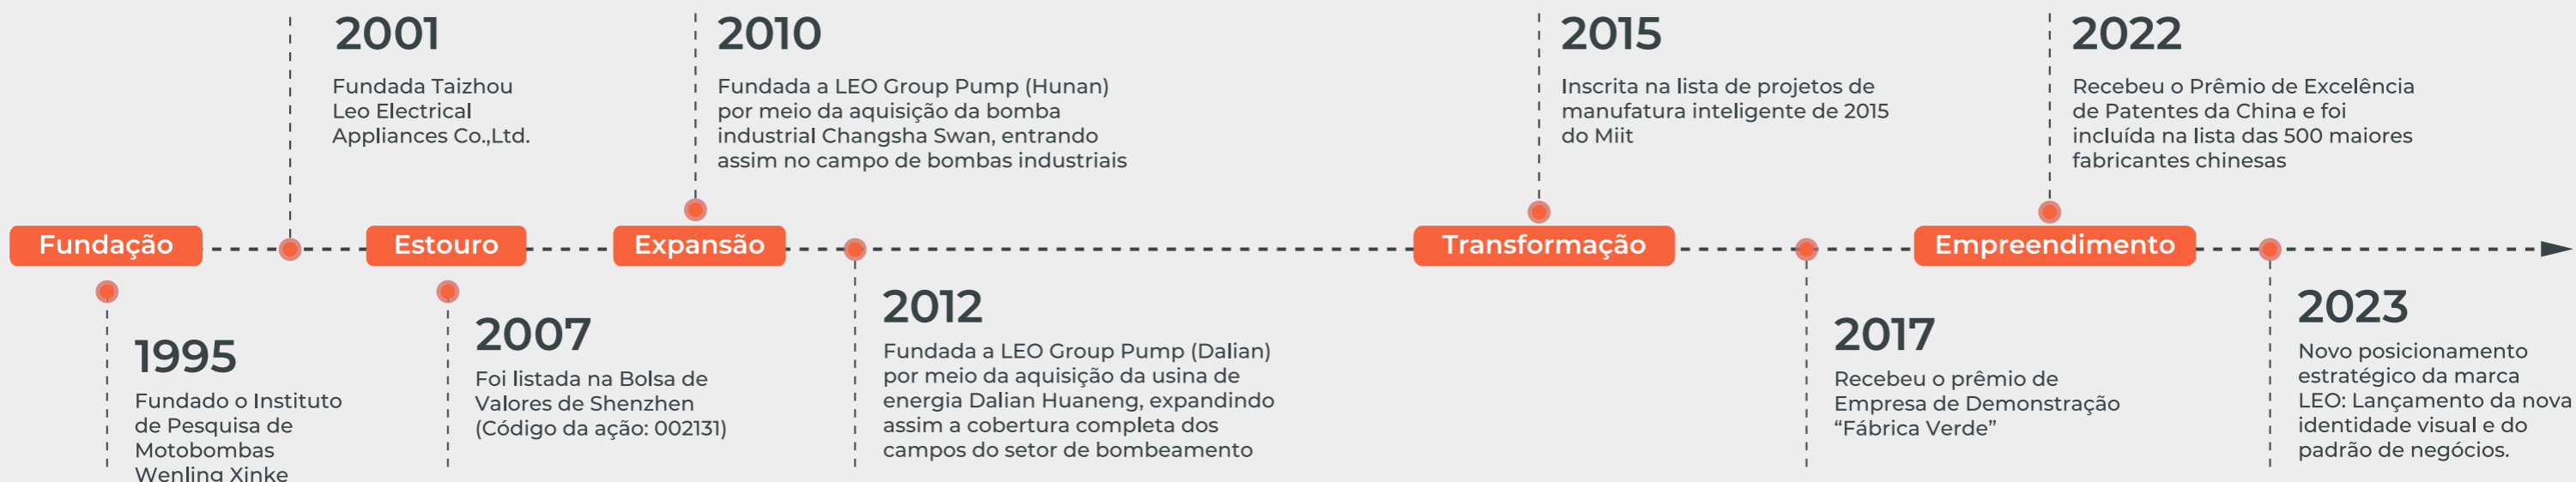 2001
Fundada Taizhou
Leo Electrical
Appliances Co.,Ltd.
2010
Fundada a LEO Group Pump (Hunan)
por meio da aquisição da bomba
industrial Changsha Swan, entrando
assim no campo de bombas industriais
2015
Inscrita na lista de projetos de
manufatura inteligente de 2015
do Miit
2022
Recebeu o Prêmio de Excelência
de Patentes da China e foi
incluída na lista das 500 maiores
fabricantes chinesas
Fundação
Estouro
Expansão
Transformação
Empreendimento
1995
Fundado o Instituto
de Pesquisa de
Motobombas
Wenling Xinke
2007
Foi listada na Bolsa de
Valores de Shenzhen
(Código da ação: 002131)
2012
Fundada a LEO Group Pump (Dalian)
por meio da aquisição da usina de
energia Dalian Huaneng, expandindo
assim a cobertura completa dos
campos do setor de bombeamento
2017
Recebeu o prêmio de
Empresa de Demonstração
“Fábrica Verde”
2023
Novo posicionamento
estratégico da marca
LEO: Lançamento da nova
identidade visual e do
padrão de negócios.